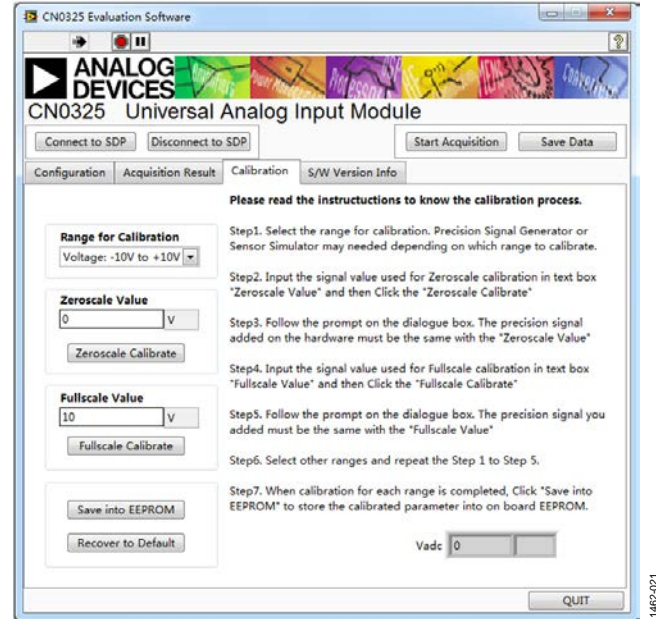 CN0325 Evaluation Software
ANALOG
DEVICES
CN0325 Universal Analog Input Module
Connect to SDP
Disconnect to SDP
Start Acquisition
Save Data
Configuration
Acquisition Result
Calibration
S/W Version Info
Please read the instructuctions to know the calibration process.
Range for Calibration
Voltage: -10V to +10V
Zeroscale Value
0
V
Zeroscale Calibrate
Fullscale Value
10
V
Fullscale Calibrate
Save into EEPROM
Recover to Default
Step1. Select the range for calibration. Precision Signal Generator or
Sensor Simulator may needed depending on which range to calibrate.
Step2. Input the signal value used for Zeroscale calibration in text box
"Zeroscale Value" and then Click the "Zeroscale Calibrate"
Step3. Follow the prompt on the dialogue box. The precision signal
added on the hardware must be the same with the "Zeroscale Value"
Step4. Input the signal value used for Fullscale calibration in text box
"Fullscale Value" and then Click the "Fullscale Calibrate"
Step5. Follow the prompt on the dialogue box. The precision signal you
added must be the same with the "Fullscale Value"
Step6. Select other ranges and repeat the Step 1 to Step 5.
Step7. When calibration for each range is completed, Click "Save into
EEPROM" to store the calibrated parameter into on board EEPROM.
Vadc
0
QUIT
1462-021